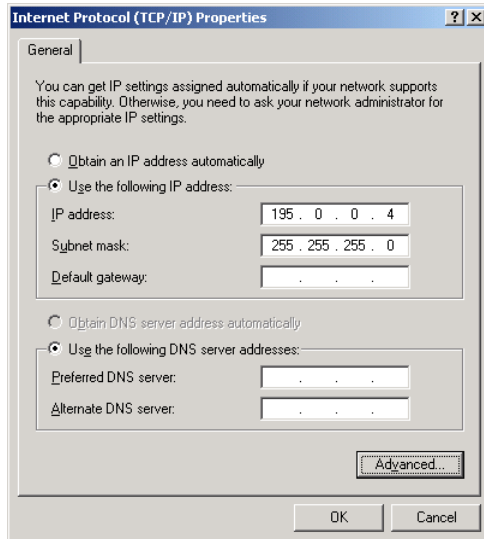 Internet Protocol (TCP/IP) Properties
General
You can get IP settings assigned automatically if your network supports
this capability. Otherwise, you need to ask your network administrator for
the appropriate IP settings.
Obtain an IP address automatically
Use the following IP address:
IP address: 195 . 0 . 0 . 4
Subnet mask: 255 . 255 . 255 . 0
Default gateway: . . .
Obtain DNS server address automatically
Use the following DNS server addresses:
Preferred DNS server: . . .
Alternate DNS server: . . .
Advanced...
OK Cancel